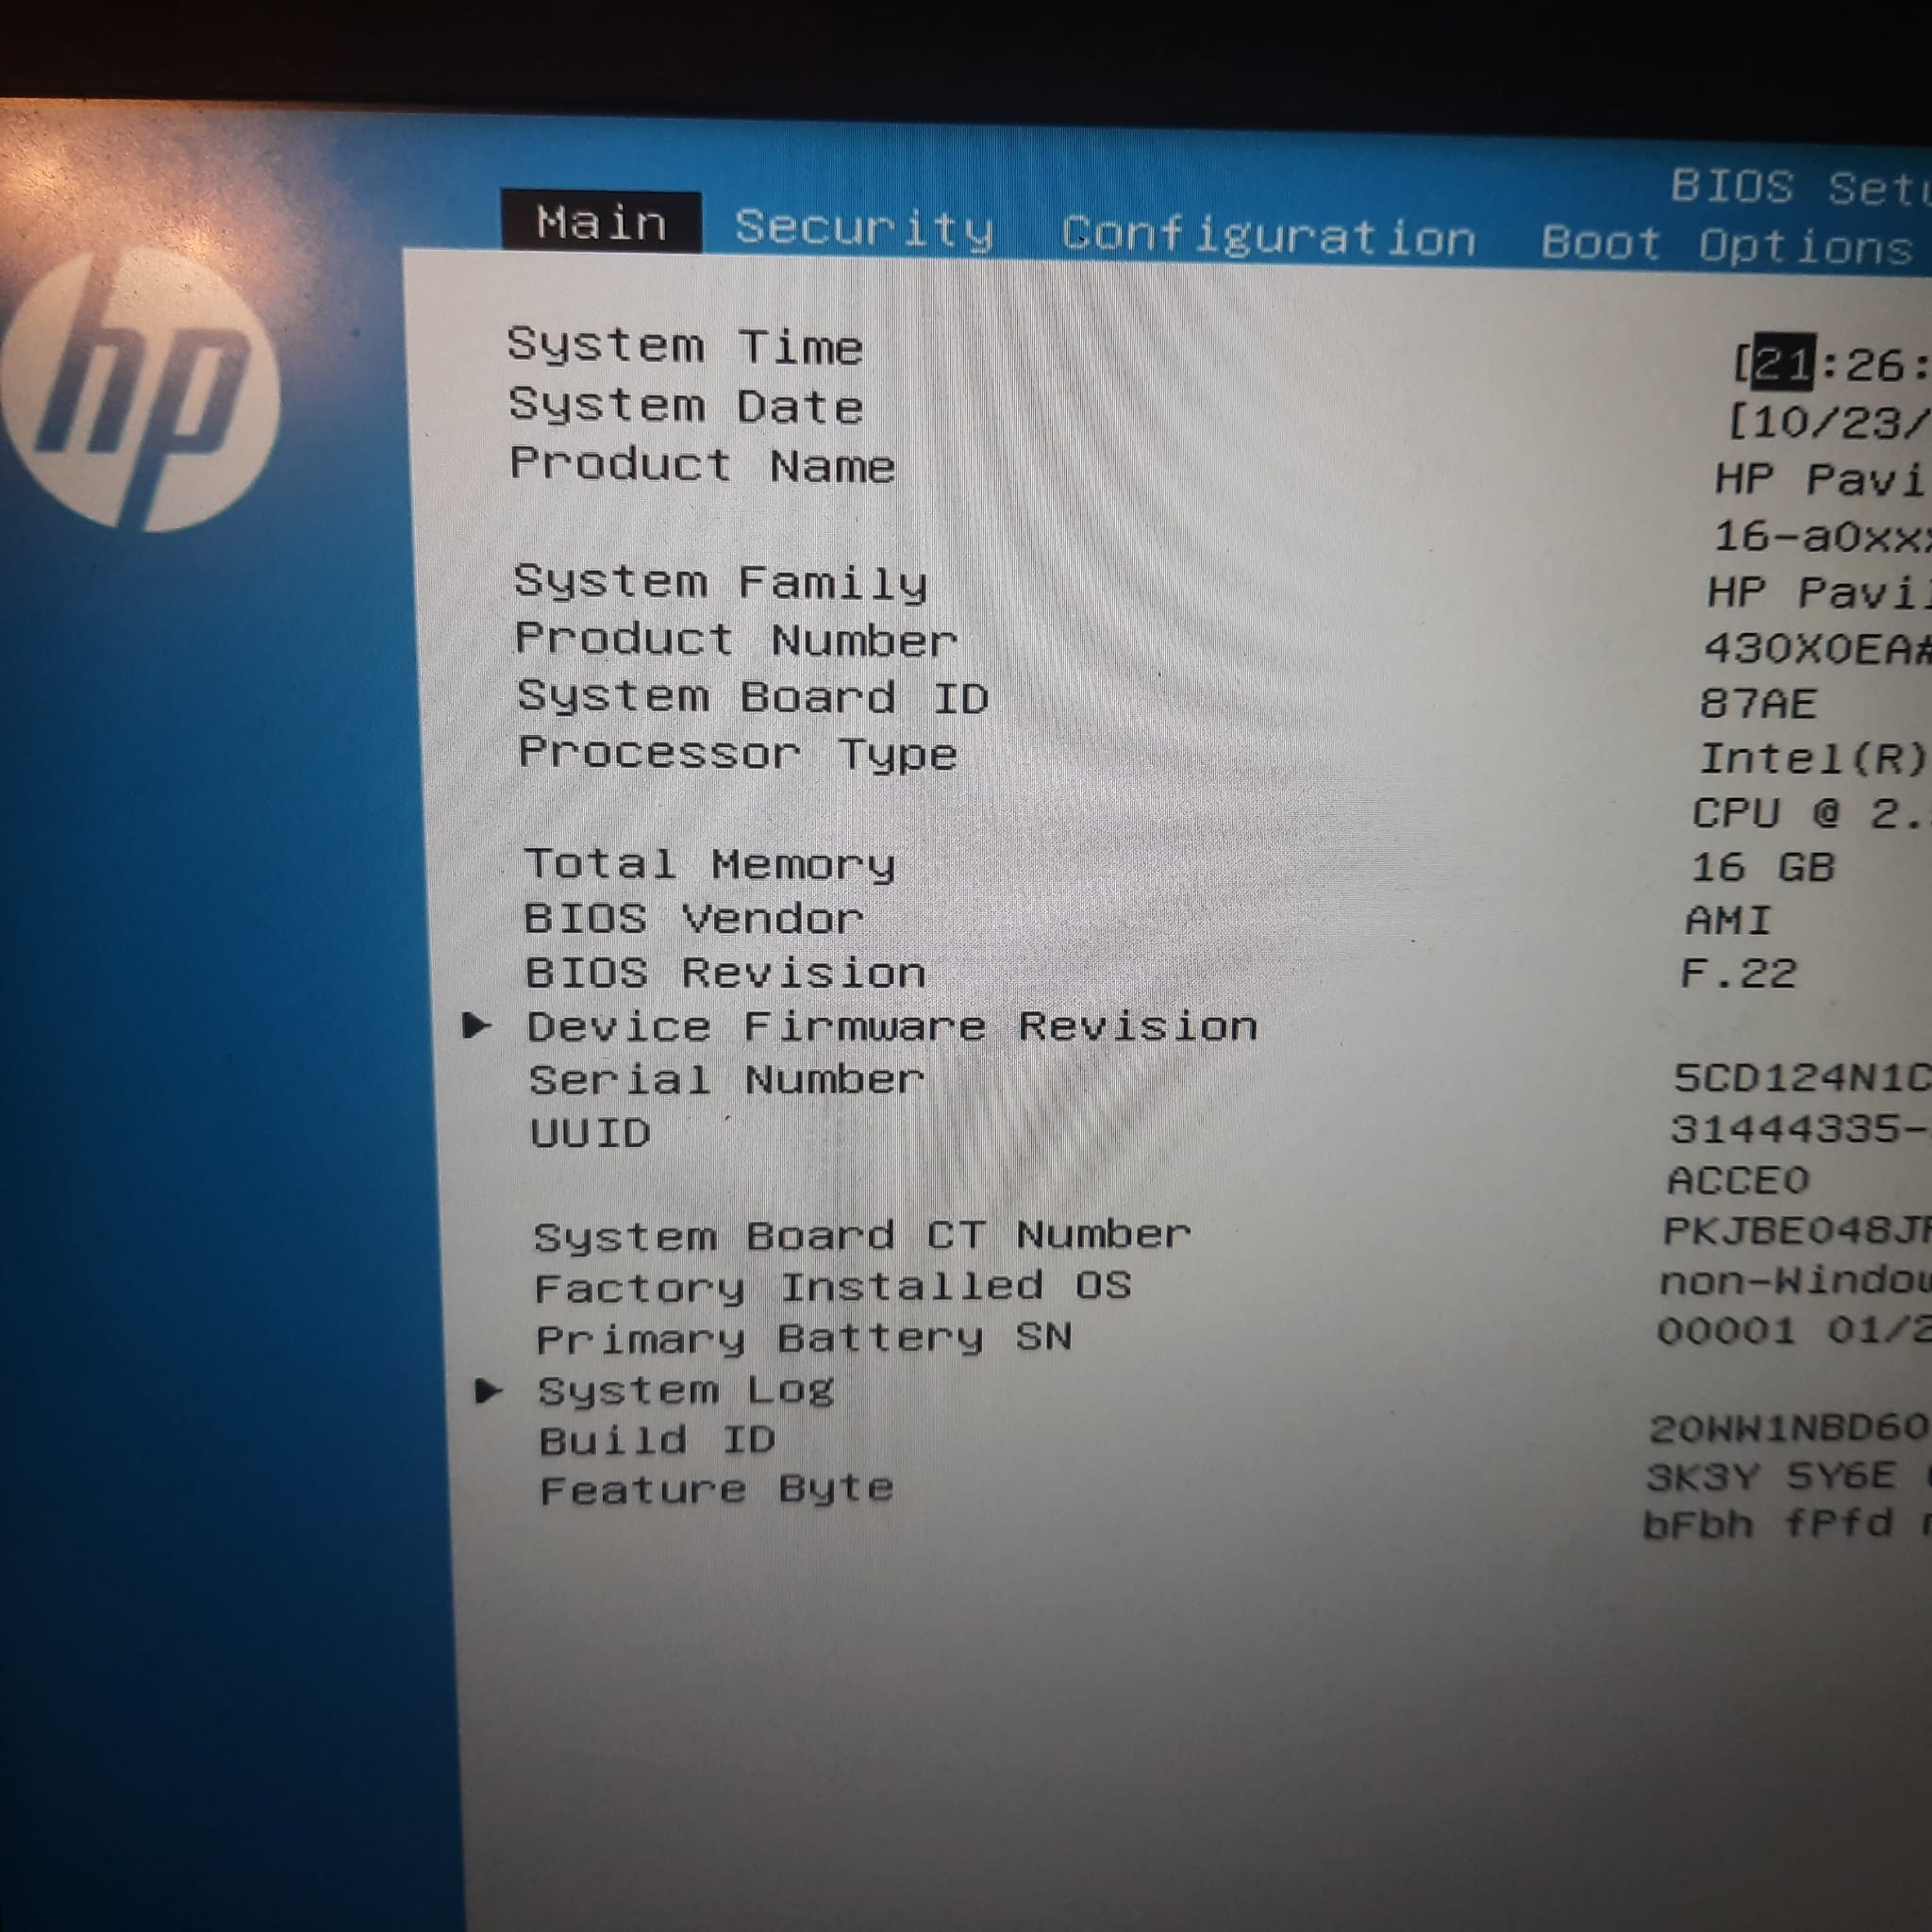 hp
BIOS Setu
Main Security Configuration Boot Options
System Time [21:26:
System Date [10/23/
Product Name HP Pavi
16-a0xxx
System Family HP Pavil
Product Number 430X0EA#
System Board ID 87AE
Processor Type Intel(R)
CPU @ 2.
Total Memory 16 GB
BIOS Vendor AMI
BIOS Revision F.22
Device Firmware Revision
Serial Number 5CD124N1C
UUID 31444335-
ACCE0
System Board CT Number PKJBE048J
Factory Installed OS non-Window
Primary Battery SN 00001 01/2
System Log
Build ID 20WW1NBD60
Feature Byte 3K3Y 5Y6E
bFbh fPfd